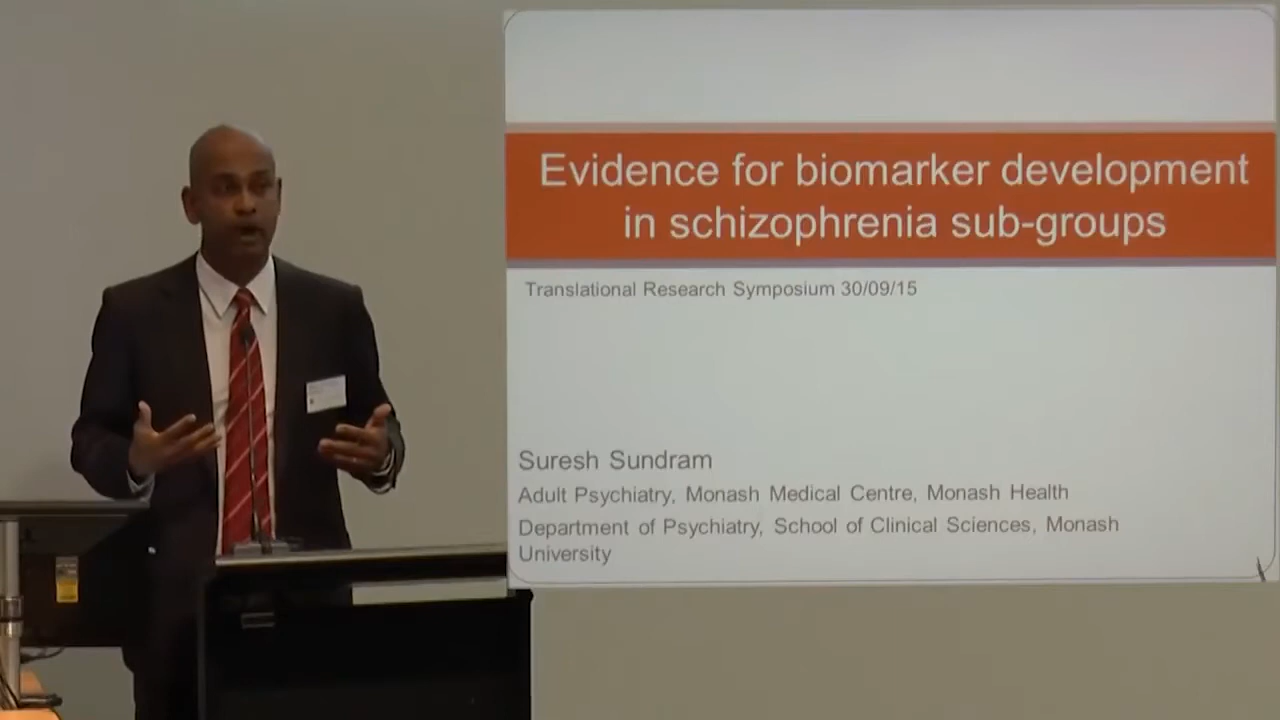 Evidence for biomarker development
in schizophrenia sub-groups
Translational Research Symposium 30/09/15
Suresh Sundram
Adult Psychiatry, Monash Medical Centre, Monash Health
Department of Psychiatry, School of Clinical Sciences, Monash
University